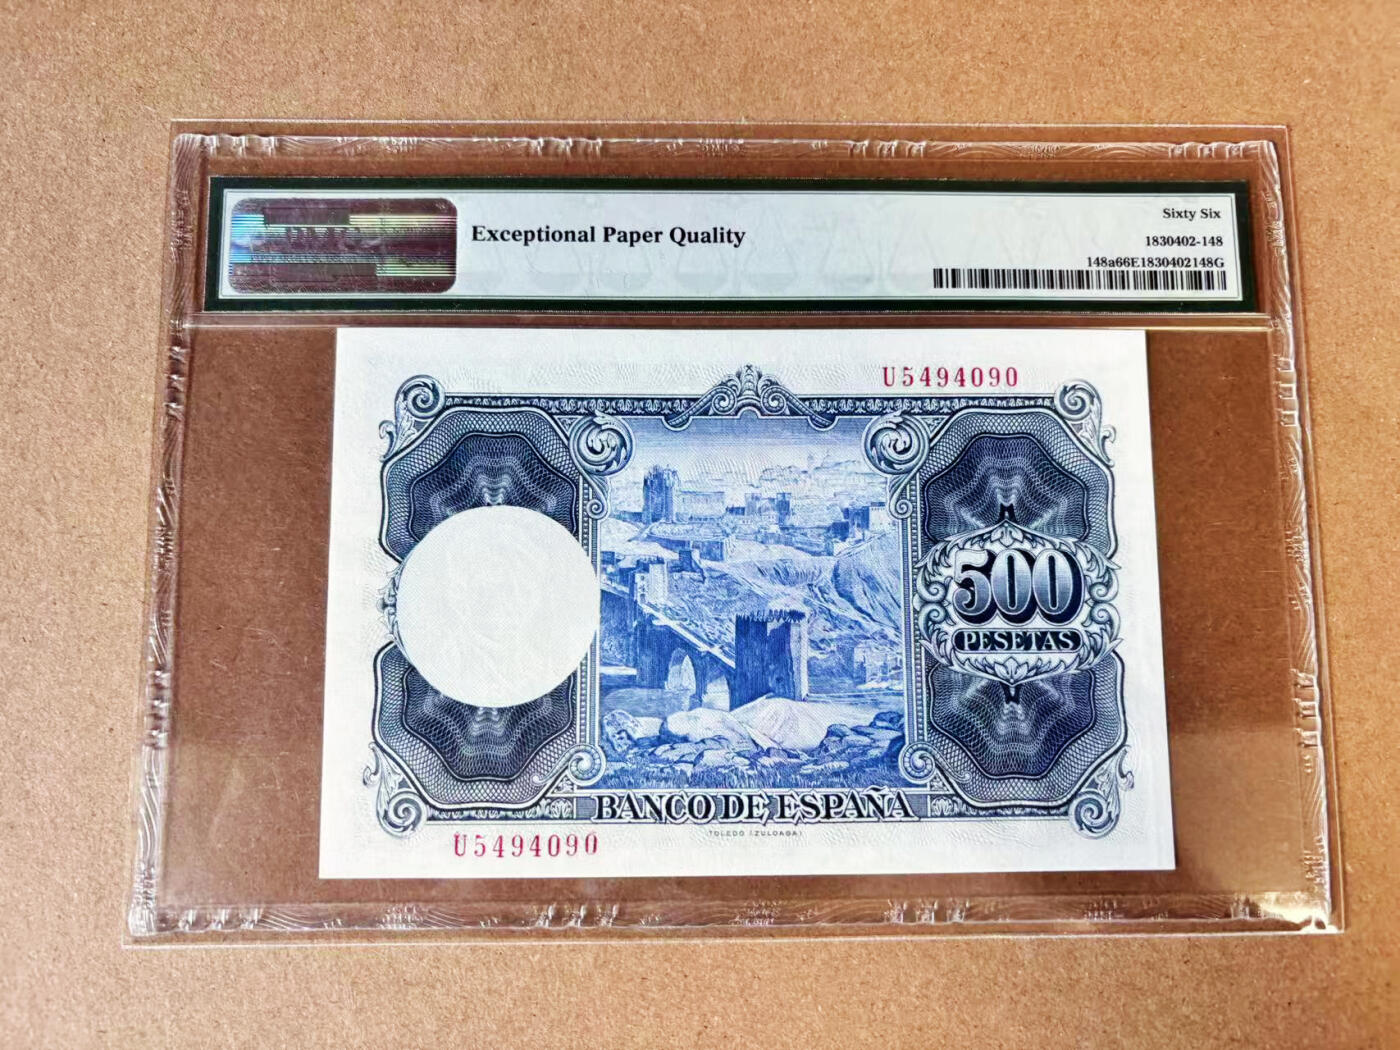 Exceptional Paper Quality
Sixty Six
1830402-148
148a66E1830402148G
U5494090
500
PESETAS
BANCO DE ESPAÑA
TOLEDO (ZULOAGA)
U5494090